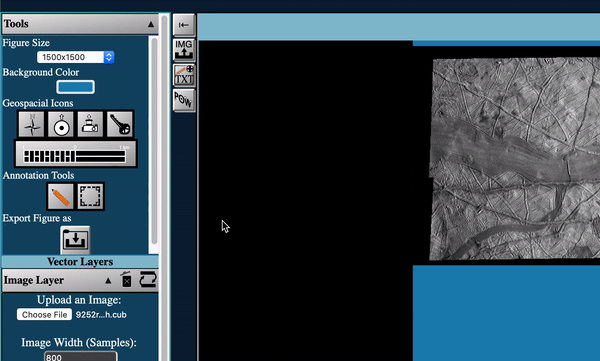 Tools
Figure Size
1500x1500
Background Color
Geospacial Icons
Annotation Tools
Export Figure as
Vector Layers
Image Layer
Upload an Image:
Choose File 9252r...h.cub
Image Width (Samples):
800
IMG
TXT
POW